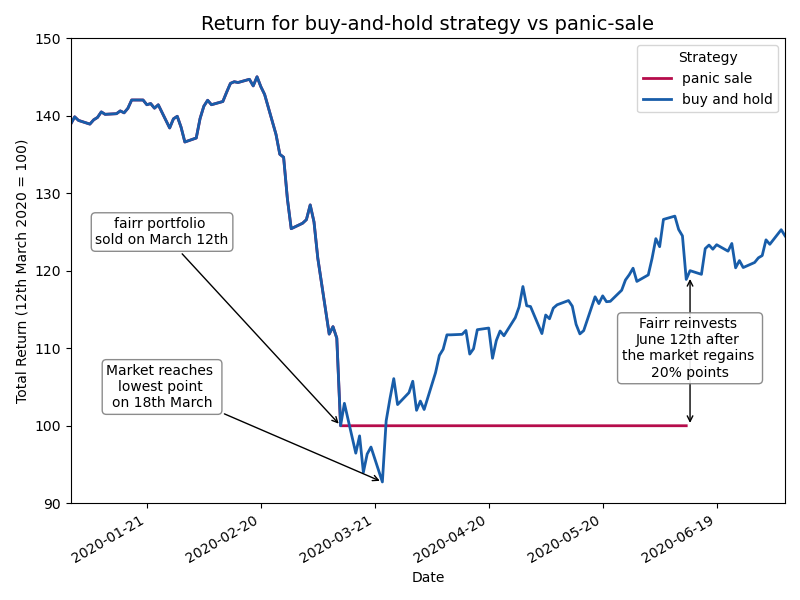 Return for buy-and-hold strategy vs panic-sale
Total Return (12th March 2020 = 100)
150
140
130
120
110
100
90
Strategy
panic sale
buy and hold
fairr portfolio
sold on March 12th
Market reaches
lowest point
on 18th March
Fairr reinvests
June 12th after
the market regains
20% points
2020-01-21
2020-02-20
2020-03-21
2020-04-20
2020-05-20
2020-06-19
Date